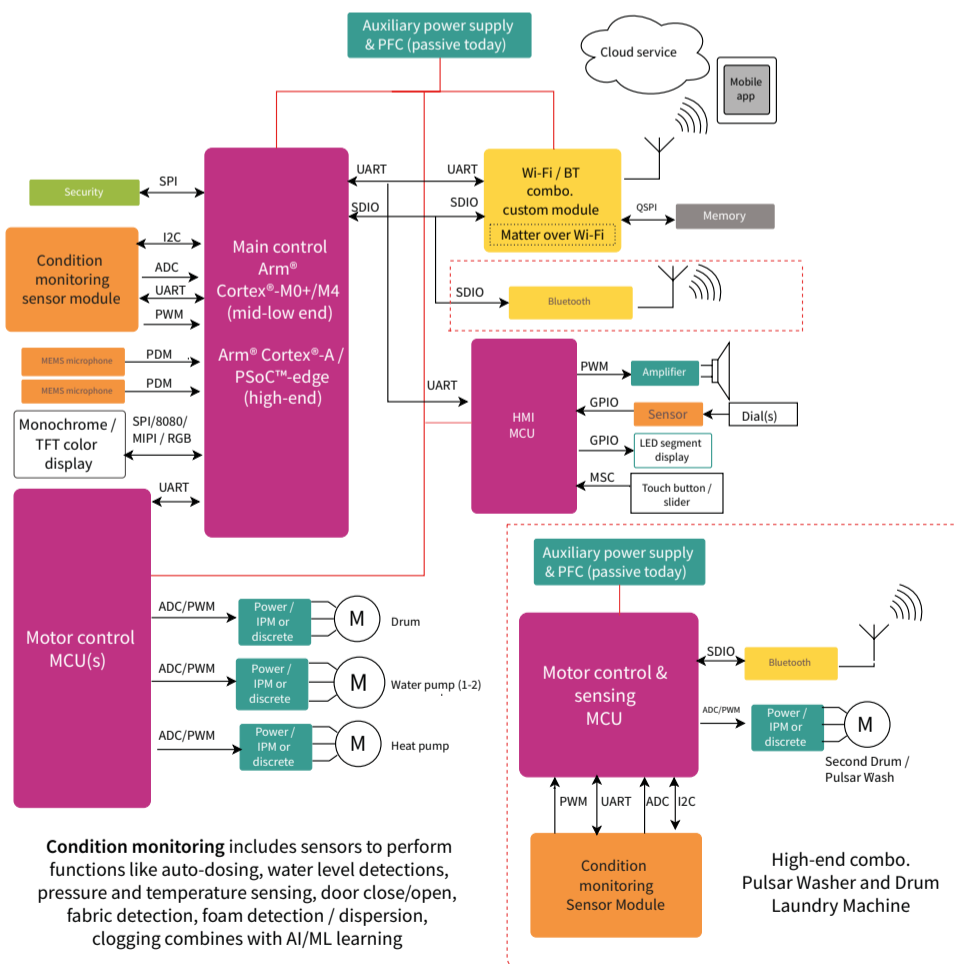 Auxiliary power supply
& PFC (passive today)
Cloud service
Mobile
app
Security
SPI
UART
UART
Wi-Fi / BT
combo.
custom module
Matter over Wi-Fi
SDIO
SDIO
QSPI
Memory
Condition
monitoring
sensor module
I2C
ADC
UART
PWM
Main control
Arm®
Cortex®-M0+/M4
(mid-low end)
Arm® Cortex®-A /
PSoC™-edge
(high-end)
SDIO
Bluetooth
MEMS microphone
PDM
MEMS microphone
PDM
Monochrome /
TFT color
display
SPI/8080/
MIPI / RGB
UART
UART
HMI
MCU
PWM
Amplifier
GPIO
Sensor
Dial(s)
GPIO
LED segment
display
MSC
Touch button /
slider
Motor control
MCU(s)
ADC/PWM
Power /
IPM or
discrete
M
Drum
ADC/PWM
Power /
IPM or
discrete
M
Water pump (1-2)
ADC/PWM
Power /
IPM or
discrete
M
Heat pump
Auxiliary power supply
& PFC (passive today)
Motor control &
sensing
MCU
SDIO
Bluetooth
ADC/PWM
Power /
IPM or
discrete
M
Second Drum /
Pulsar Wash
PWM
UART
ADC
I2C
Condition
monitoring
Sensor Module
High-end combo.
Pulsar Washer and Drum
Laundry Machine
Condition monitoring includes sensors to perform
functions like auto-dosing, water level detections,
pressure and temperature sensing, door close/open,
fabric detection, foam detection / dispersion,
clogging combines with AI/ML learning